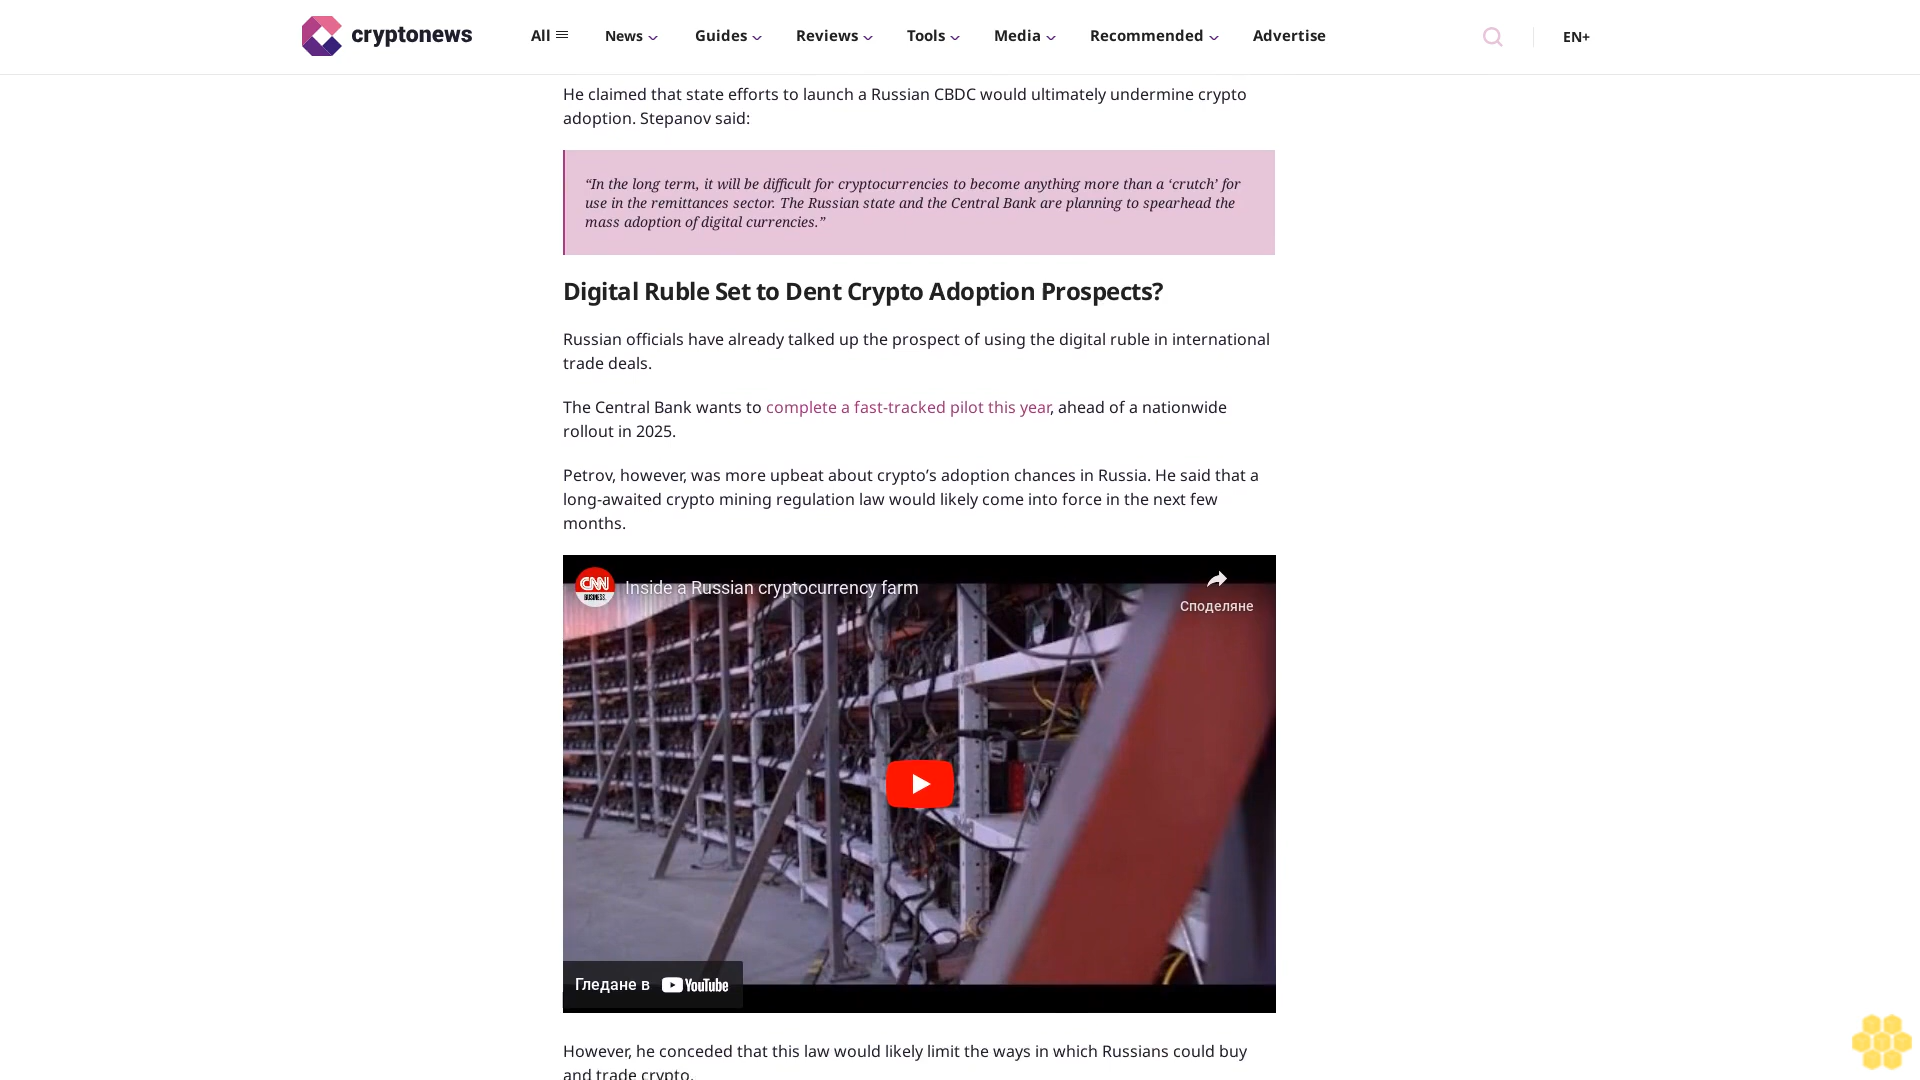 cryptonews
All News Guides Reviews Tools Media Recommended Advertise EN+
He claimed that state efforts to launch a Russian CBDC would ultimately undermine crypto
adoption. Stepanov said:
“In the long term, it will be difficult for cryptocurrencies to become anything more than a ‘crutch’ for
use in the remittances sector. The Russian state and the Central Bank are planning to spearhead the
mass adoption of digital currencies.”
Digital Ruble Set to Dent Crypto Adoption Prospects?
Russian officials have already talked up the prospect of using the digital ruble in international
trade deals.
The Central Bank wants to complete a fast-tracked pilot this year, ahead of a nationwide
rollout in 2025.
Petrov, however, was more upbeat about crypto’s adoption chances in Russia. He said that a
long-awaited crypto mining regulation law would likely come into force in the next few
months.
CNN
BUSINESS
Inside a Russian cryptocurrency farm
Споделяне
Гледане в YouTube
However, he conceded that this law would likely limit the ways in which Russians could buy
and trade crypto.